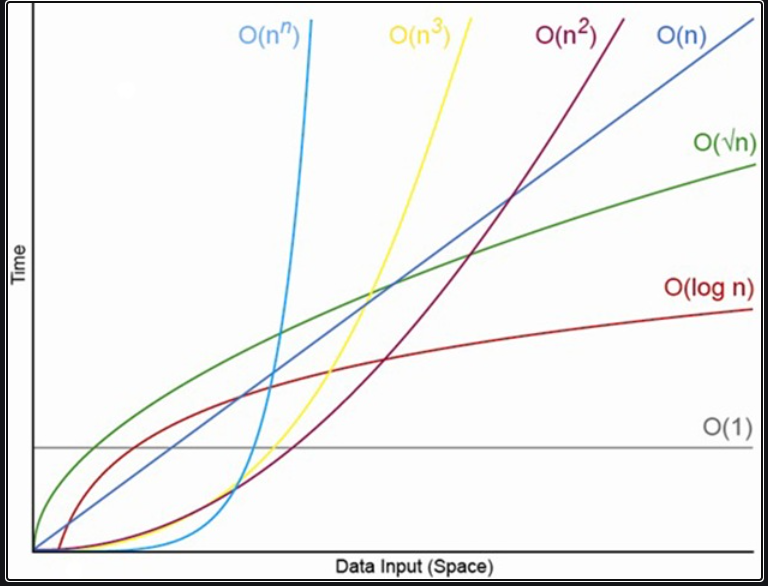 O(nⁿ)
O(n³)
O(n²)
O(n)
O(√n)
O(log n)
O(1)
Time
Data Input (Space)